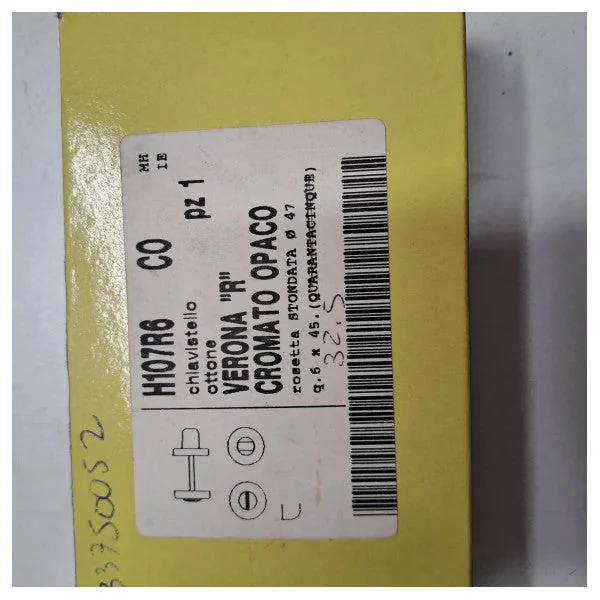 MH
IE
H107R6 CO pz 1
chiavistello
ottone
VERONA "R"
CROMATO OPACO
rosetta STONDATA Ø 47
q.6 x 45.(QUARANTACINQUE)
32.5
33750052